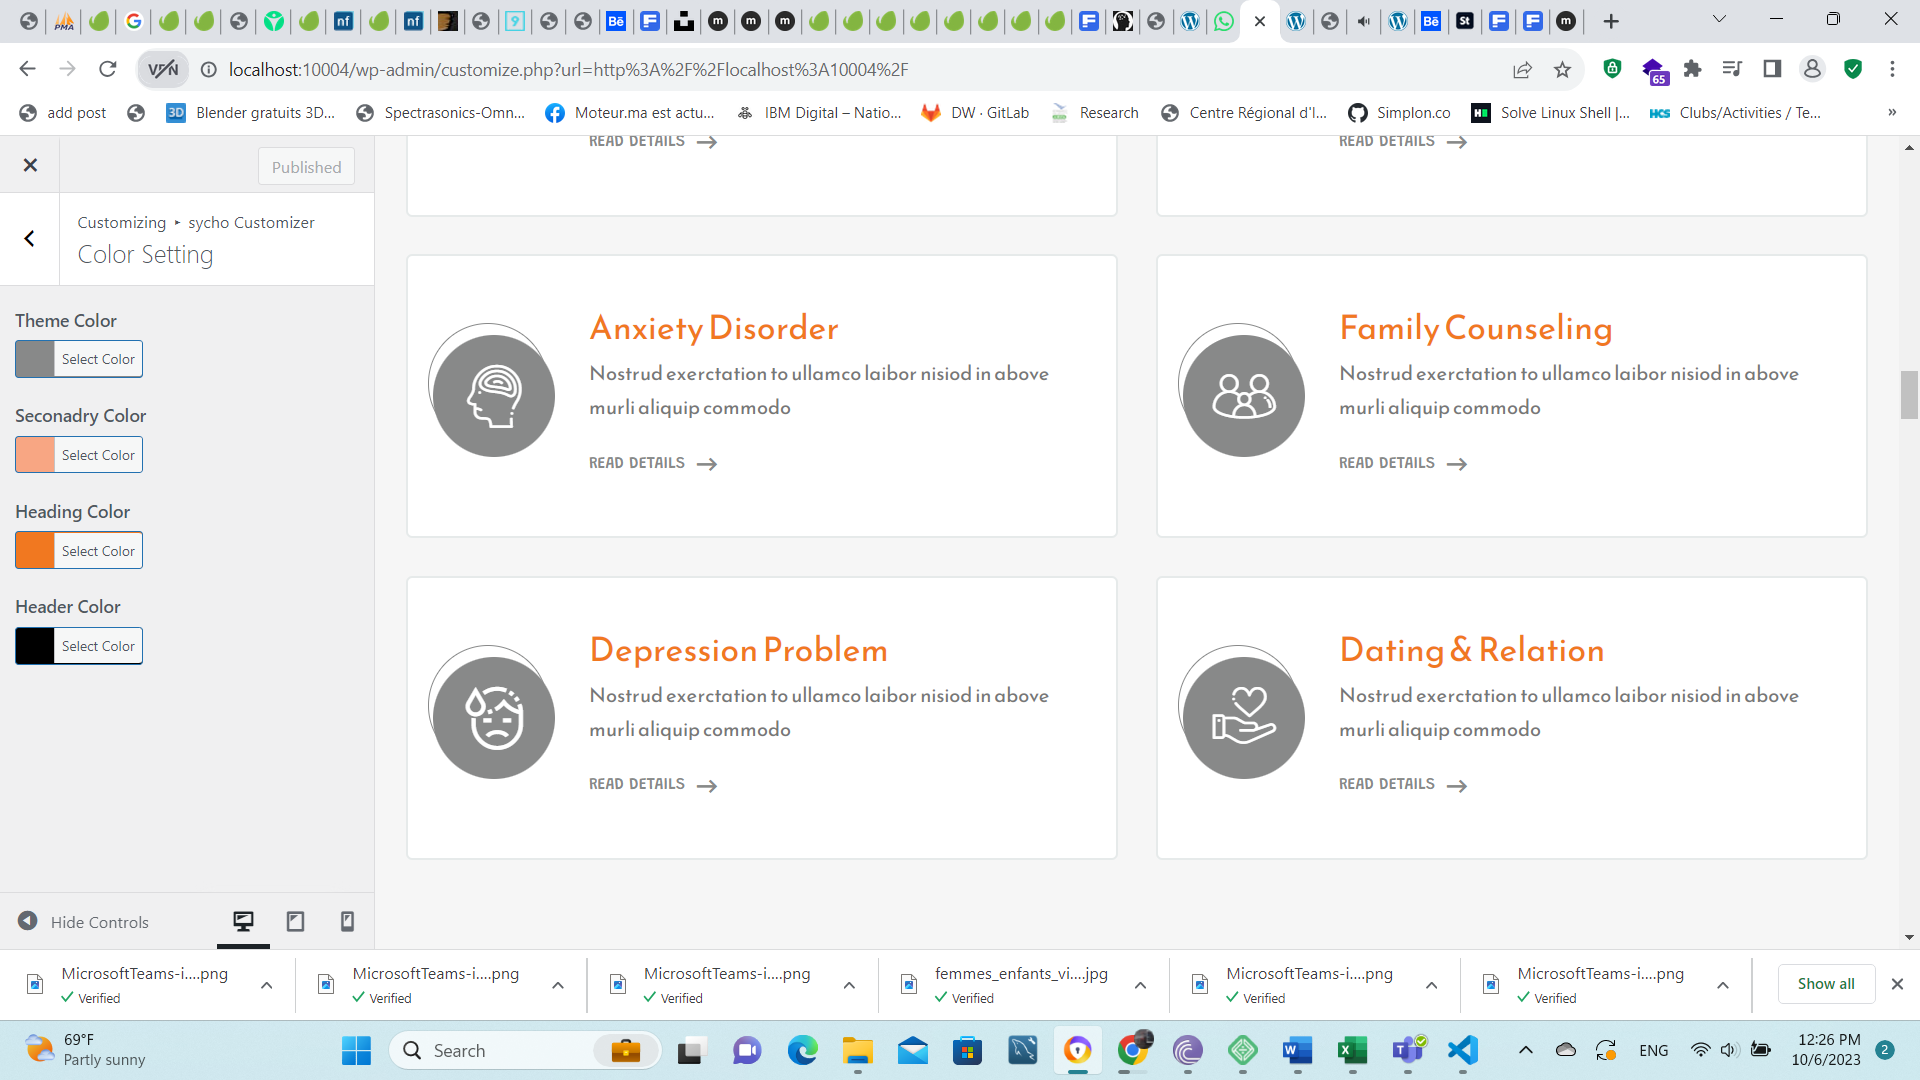 localhost:10004/wp-admin/customize.php?url=http%3A%2F%2Flocalhost%3A10004%2F
65
add post
Blender gratuits 3D...
Spectrasonics-Omn...
Moteur.ma est actu...
IBM Digital – Natio...
DW · GitLab
Research
Centre Régional d'I...
Simplon.co
Solve Linux Shell |...
Clubs/Activities / Te...
»
Published
Customizing ▸ sycho Customizer
Color Setting
Theme Color
Select Color
Seconadry Color
Select Color
Heading Color
Select Color
Header Color
Select Color
Hide Controls
READ DETAILS
READ DETAILS
Anxiety Disorder
Nostrud exerctation to ullamco laibor nisiod in above
murli aliquip commodo
READ DETAILS
Family Counseling
Nostrud exerctation to ullamco laibor nisiod in above
murli aliquip commodo
READ DETAILS
Depression Problem
Nostrud exerctation to ullamco laibor nisiod in above
murli aliquip commodo
READ DETAILS
Dating & Relation
Nostrud exerctation to ullamco laibor nisiod in above
murli aliquip commodo
READ DETAILS
MicrosoftTeams-i....png
Verified
MicrosoftTeams-i....png
Verified
MicrosoftTeams-i....png
Verified
femmes_enfants_vi....jpg
Verified
MicrosoftTeams-i....png
Verified
MicrosoftTeams-i....png
Verified
Show all
69°F
Partly sunny
Search
ENG
12:26 PM
10/6/2023
2